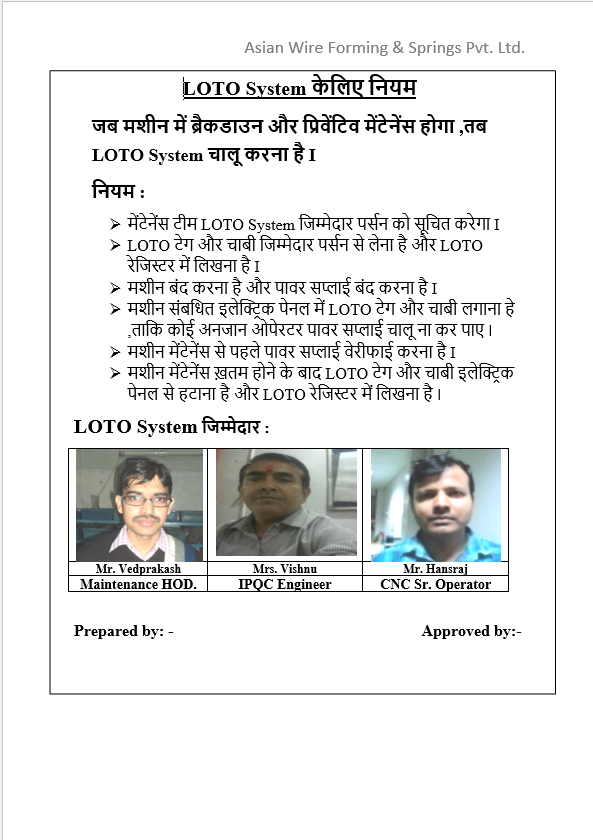 Asian Wire Forming & Springs Pvt. Ltd.
LOTO System केलिए नियम
जब मशीन में ब्रैकडाउन और प्रिवेंटिव मेंटेनेंस होगा ,तब
LOTO System चालू करना है I
नियम :
➢ मेंटेनेंस टीम LOTO System जिम्मेदार पर्सन को सूचित करेगा I
➢ LOTO टेग और चाबी जिम्मेदार पर्सन से लेना है और LOTO
रेजिस्टर में लिखना है I
➢ मशीन बंद करना है और पावर सप्लाई बंद करना है I
➢ मशीन संबधित इलेक्ट्रिक पेनल में LOTO टेग और चाबी लगाना हे
,ताकि कोई अनजान ओपेरटर पावर सप्लाई चालू ना कर पाए ।
➢ मशीन मेंटेनेंस से पहले पावर सप्लाई वेरीफाई करना है I
➢ मशीन मेंटेनेंस ख़तम होने के बाद LOTO टेग और चाबी इलेक्ट्रिक
पेनल से हटाना है और LOTO रेजिस्टर में लिखना है ।
LOTO System जिम्मेदार :
Mr. Vedprakash Mrs. Vishnu Mr. Hansraj
Maintenance HOD. IPQC Engineer CNC Sr. Operator
Prepared by: - Approved by:-